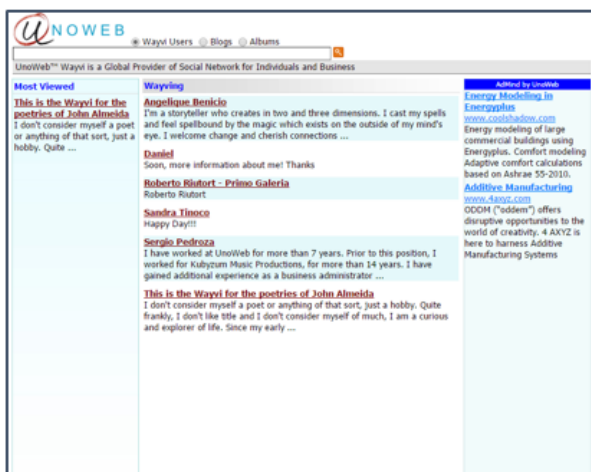 UNOWEB
Wayvi Users Blogs Albums
UnoWeb™ Wayvi is a Global Provider of Social Network for Individuals and Business
Most Viewed
This is the Wayvi for the
poetries of John Almeida
I don't consider myself a poet
or anything of that sort, just a
hobby. Quite ...
Wayving
Angelique Benicio
I'm a storyteller who creates in two and three dimensions. I cast my spells
and feel spellbound by the magic which exists on the outside of my mind's
eye. I welcome change and cherish connections ...
Daniel
Soon, more information about me! Thanks
Roberto Riutort - Primo Galeria
Roberto Riutort
Sandra Tinoco
Happy Day!!!
Sergio Pedroza
I have worked at UnoWeb for more than 7 years. Prior to this position, I
worked for Kubyzum Music Productions, for more than 14 years. I have
gained additional experience as a business administrator ...
This is the Wayvi for the poetries of John Almeida
I don't consider myself a poet or anything of that sort, just a hobby. Quite
frankly, I don't like title and I don't consider myself of much, I am a curious
and explorer of life. Since my early ...
AdMind by UnoWeb
Energy Modeling in
Energyplus
www.coolshadow.com
Energy modeling of large
commercial buldings using
Energyplus. Comfort modeling
Adaptive comfort calculations
based on Ashrae 55-2010.
Additive Manufacturing
www.4axyz.com
ODDM ("oddem") offers
disruptive opportunities to the
world of creativity. 4 AXYZ is
here to harness Additive
Manufacturing Systems